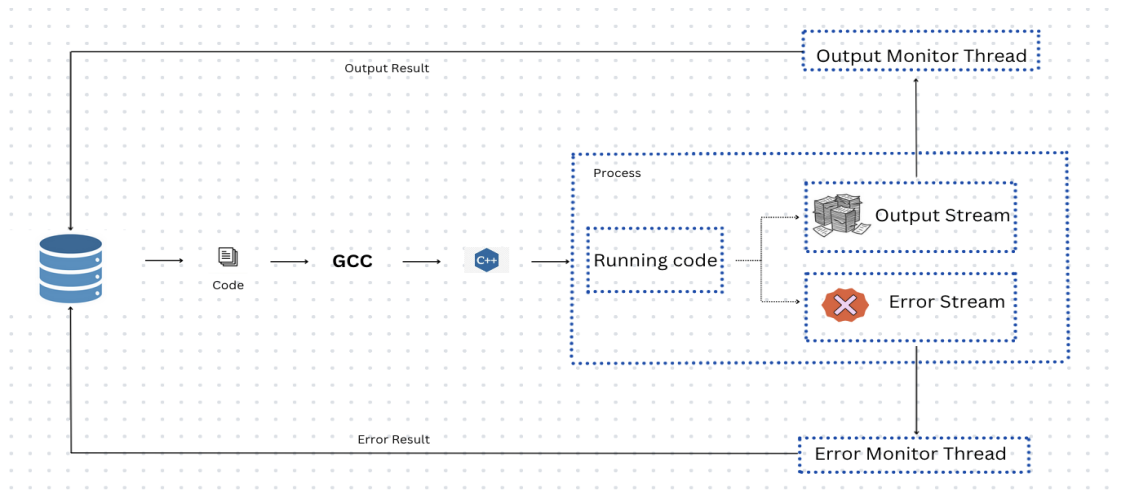 Output Monitor Thread
Output Result
Process
Output Stream
Running code
GCC
C++
Code
Error Stream
Error Result
Error Monitor Thread